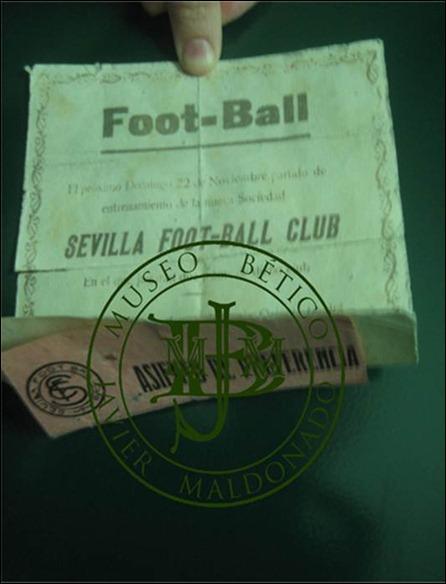 Foot-Ball
El próximo Domingo 22 de Noviembre partido de
entrenamiento de la nueva Sociedad
SEVILLA FOOT-BALL CLUB
En el
ASIENTO DE PREFERENCIA
MUSEO BÉTICO
JAVIER MALDONADO